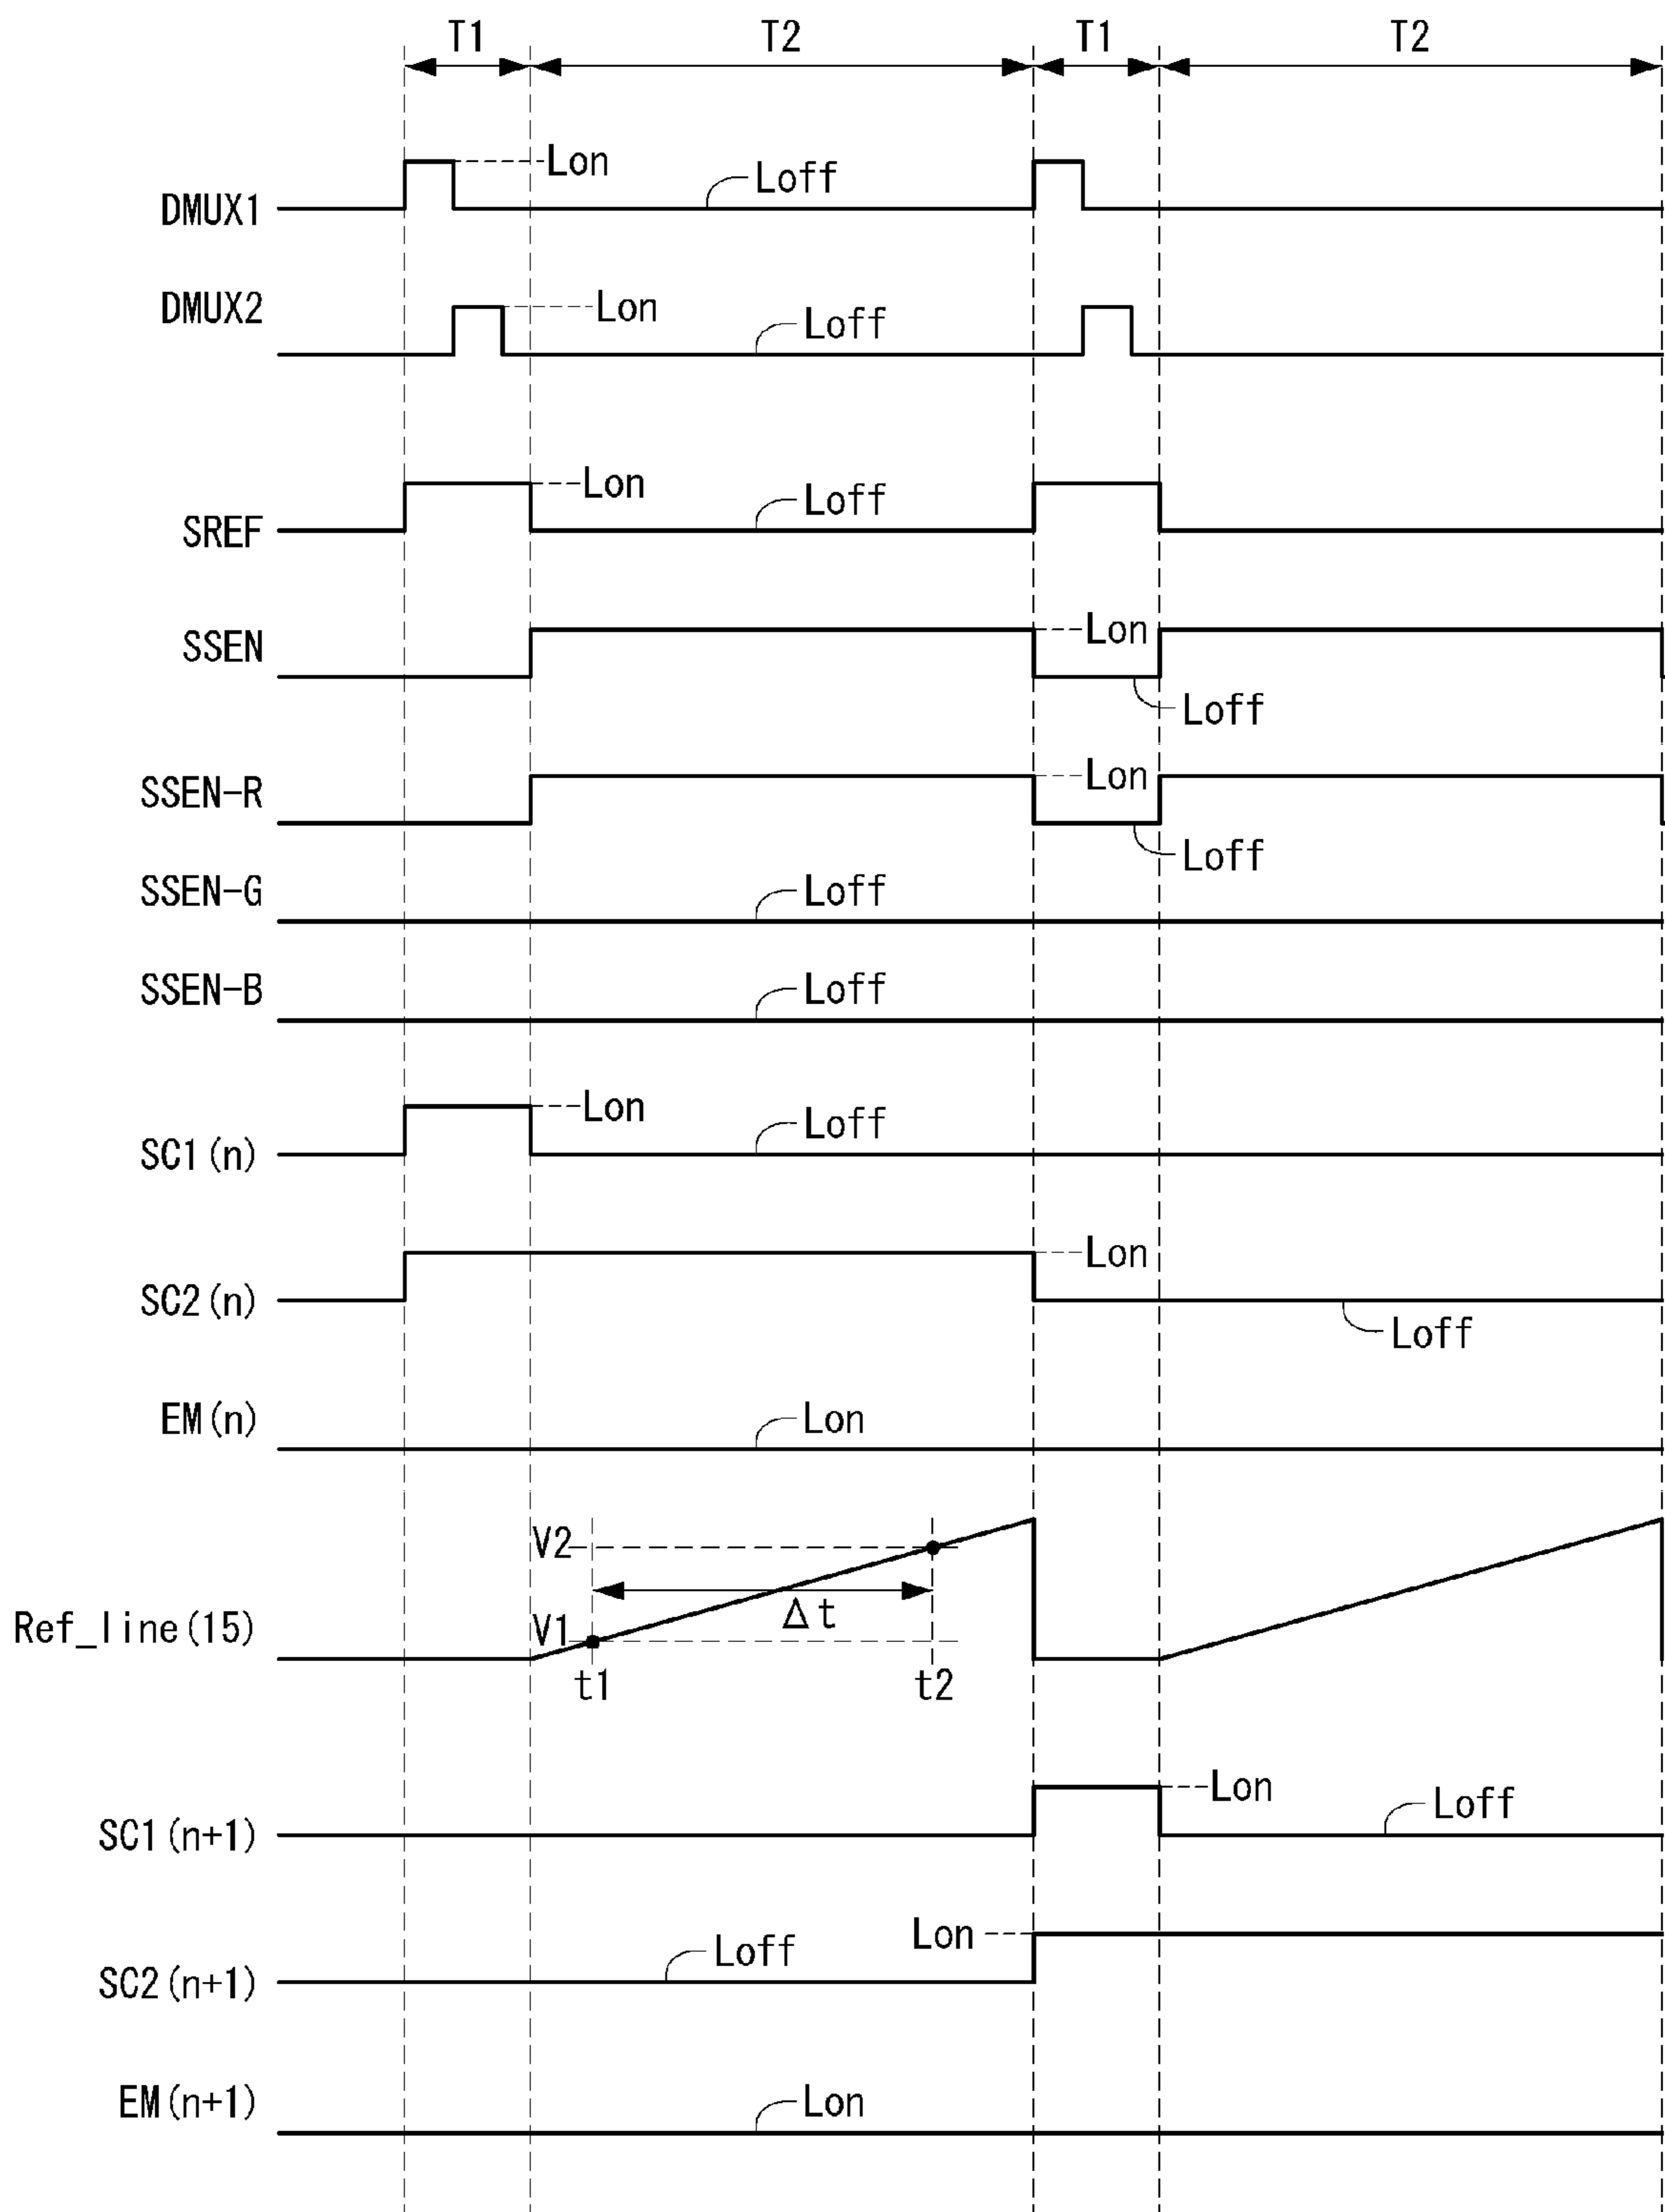 T1 T2 T1 T2
DMUX1 Lon Loff
DMUX2 Lon Loff
SREF Lon Loff
SSEN Lon Loff
SSEN-R Lon Loff
SSEN-G Loff
SSEN-B Loff
SC1(n) Lon Loff
SC2(n) Lon Loff
EM(n) Lon
Ref_line(15) V2 V1 Δt
t1 t2
SC1(n+1) Lon Loff
SC2(n+1) Loff Lon
EM(n+1) Lon